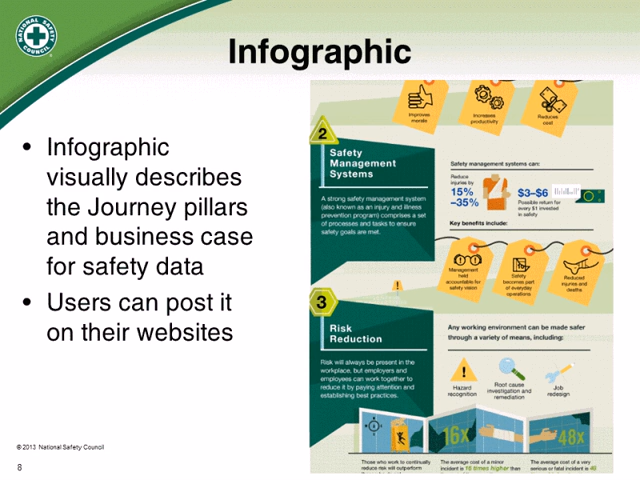 NATIONAL SAFETY COUNCIL
Infographic
• Infographic
visually describes
the Journey pillars
and business case
for safety data
• Users can post it
on their websites
Improves
morale
Increases
productivity
Reduces
cost
2
Safety
Management
Systems
A strong safety management system
(also known as an injury and illness
prevention program) comprises a set
of processes and tasks to ensure
safety goals are met.
Safety management systems can:
Reduce
injuries by
15%
–35%
$3–$6
Possible return for
every $1 invested
in safety
Key benefits include:
Management
held
accountable for
safety vision
Safety
becomes part
of everyday
operations
Reduced
injuries and
deaths
3
Risk
Reduction
Risk will always be present in the
workplace, but employers and
employees can work together to
reduce it by paying attention and
establishing best practices.
Any working environment can be made safer
through a variety of means, including:
Hazard
recognition
Root cause
investigation and
remediation
Job
redesign
16x
48x
Those who work to continually
reduce risk will outperform
The average cost of a minor
incident is 16 times higher than
The average cost of a very
serious or fatal incident is
© 2013 National Safety Council
8